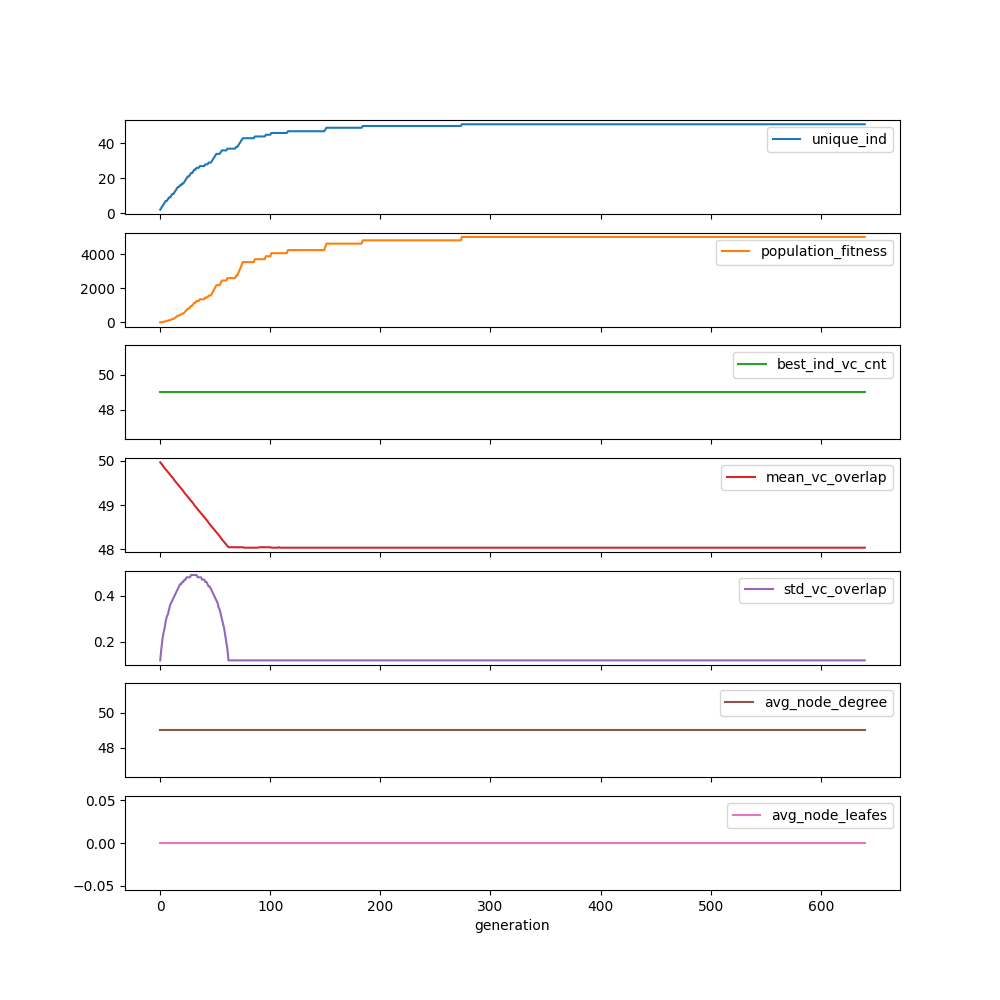 40
20
0
unique_ind
4000
2000
0
population_fitness
50
48
best_ind_vc_cnt
50
49
48
mean_vc_overlap
0.4
0.2
std_vc_overlap
50
48
avg_node_degree
0.05
0.00
−0.05
avg_node_leafes
0 100 200 300 400 500 600
generation